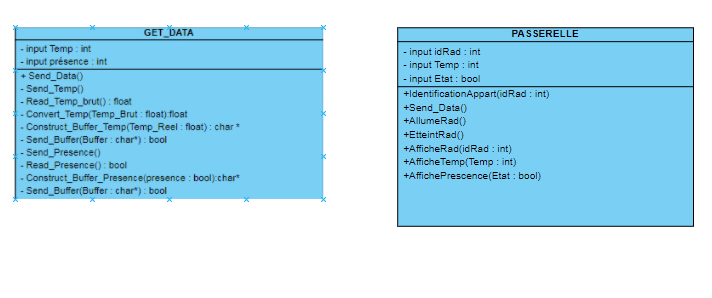 GET_DATA
- input Temp : int
- input présence : int
+ Send_Data()
- Send_Temp()
- Read_Temp_brut() : float
- Convert_Temp(Temp_Brut : float):float
- Construct_Buffer_Temp(Temp_Reel : float) : char *
- Send_Buffer(Buffer : char*) : bool
- Send_Presence()
- Read_Presence() : bool
- Construct_Buffer_Presence(presence : bool):char*
- Send_Buffer(Buffer : char*) : bool
PASSERELLE
- input idRad : int
- input Temp : int
- input Etat : bool
+IdentificationAppart(idRad : int)
+Send_Data()
+AllumeRad()
+EtteintRad()
+AfficheRad(idRad : int)
+AfficheTemp(Temp : int)
+AffichePrescence(Etat : bool)